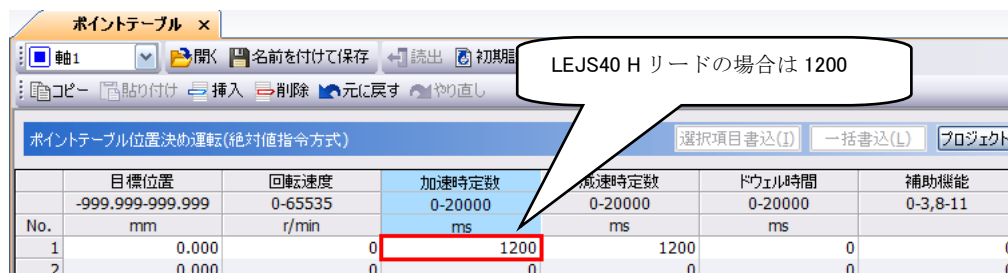 ポイントテーブル ×
軸1 開く 名前を付けて保存 読出 初期
コピー 貼り付け 挿入 削除 元に戻す やり直し
LEJS40 H リードの場合は 1200
ポイントテーブル位置決め運転(絶対値指令方式) 選択項目書込(I) 一括書込(L) プロジェクト
目標位置 回転速度 加速時定数 減速時定数 ドウェル時間 補助機能
-999.999-999.999 0-65535 0-20000 0-20000 0-20000 0-3,8-11
No. mm r/min ms ms ms
1 0.000 0 1200 1200 0
2 0.000 0 0 0 0